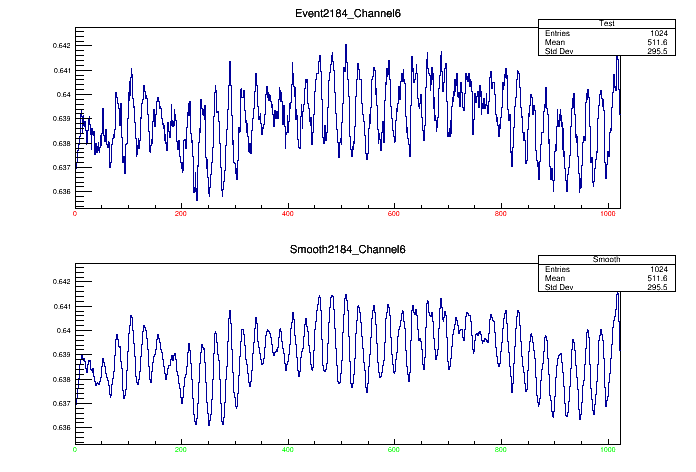 Event2184_Channel6
Test
Entries 1024
Mean 511.6
Std Dev 295.5
0.642
0.641
0.64
0.639
0.638
0.637
0.636
0 200 400 600 800 1000
Smooth2184_Channel6
Smooth
Entries 1024
Mean 511.6
Std Dev 295.5
0.642
0.641
0.64
0.639
0.638
0.637
0.636
0 200 400 600 800 1000